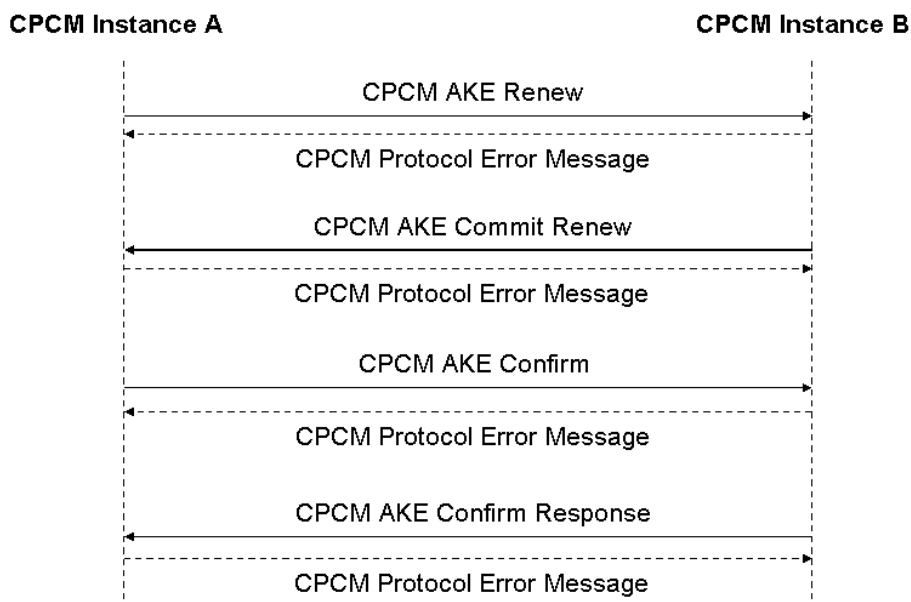 CPCM Instance A
CPCM Instance B
CPCM AKE Renew
CPCM Protocol Error Message
CPCM AKE Commit Renew
CPCM Protocol Error Message
CPCM AKE Confirm
CPCM Protocol Error Message
CPCM AKE Confirm Response
CPCM Protocol Error Message